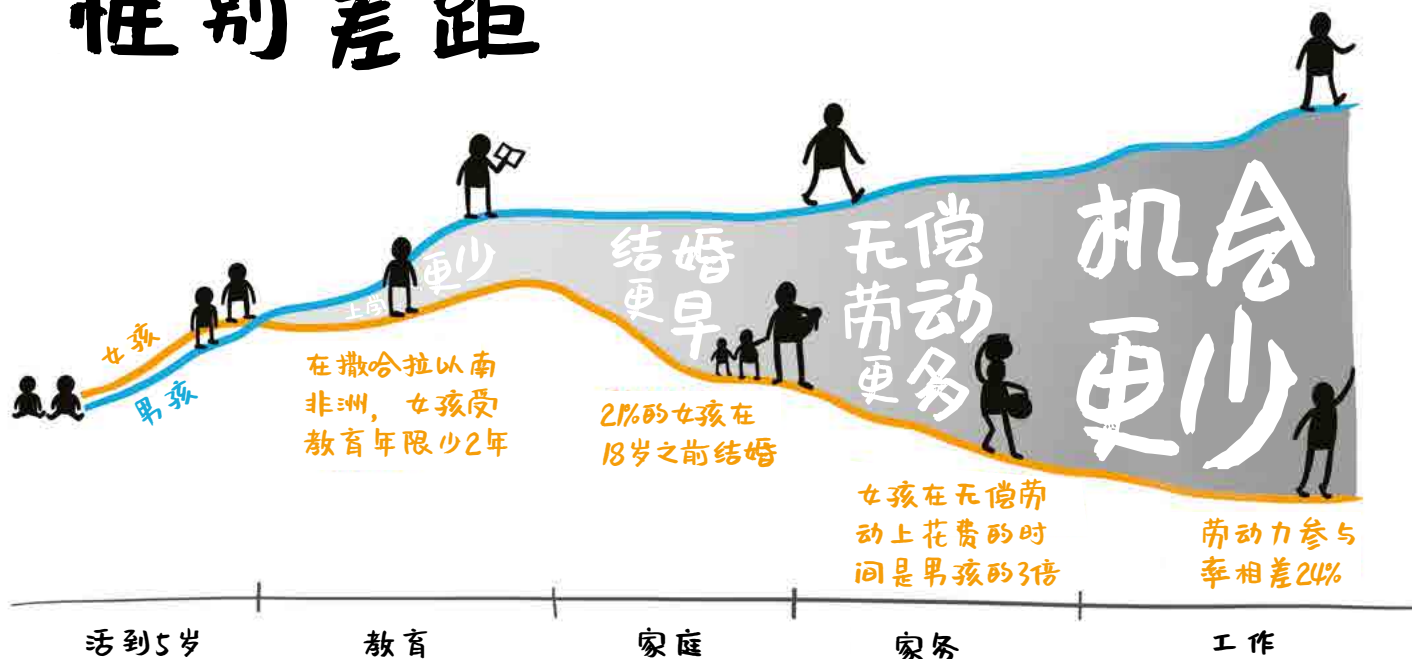 性别差距
女孩
男孩
上学
更少
在撒哈拉以南
非洲，女孩受
教育年限少2年
结婚
更早
21%的女孩在
18岁之前结婚
无偿
劳动
更多
女孩在无偿劳
动上花费的时
间是男孩的3倍
机会
更少
劳动力参与
率相差24%
活到5岁
教育
家庭
家务
工作